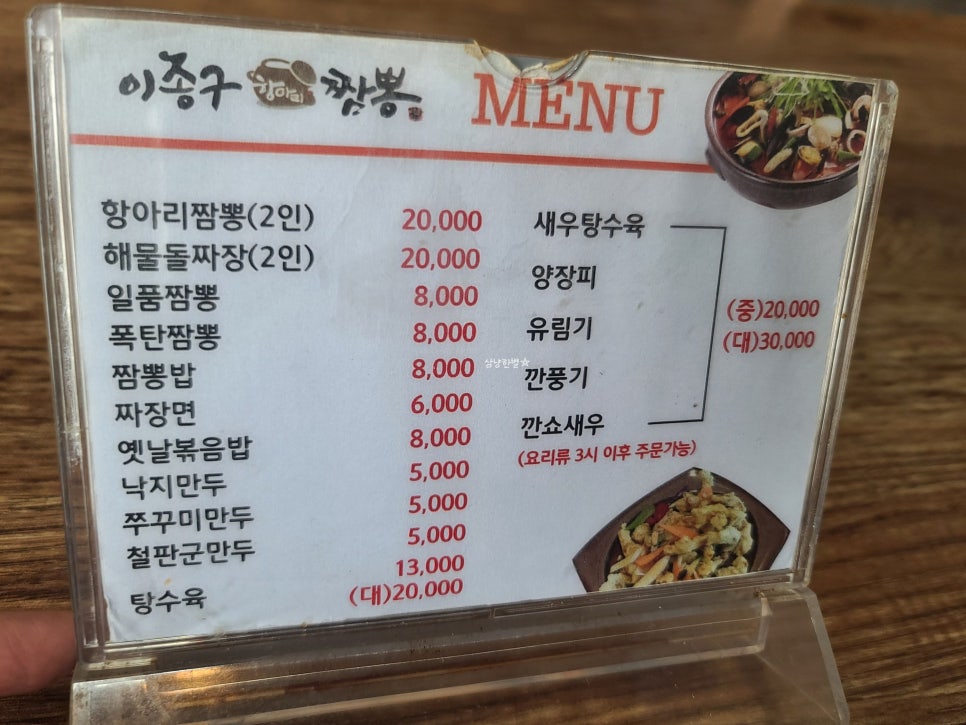 이종구 항아리 짬뽕 MENU
항아리짬뽕(2인) 20,000
해물돌짜장(2인) 20,000
일품짬뽕 8,000
폭탄짬뽕 8,000
짬뽕밥 8,000
짜장면 6,000
옛날볶음밥 8,000
낙지만두 5,000
쭈꾸미만두 5,000
철판군만두 5,000
탕수육 13,000
(대)20,000
새우탕수육
양장피
유림기
깐풍기
깐쇼새우
(중)20,000
(대)30,000
(요리류 3시 이후 주문가능)
상냥한별☆